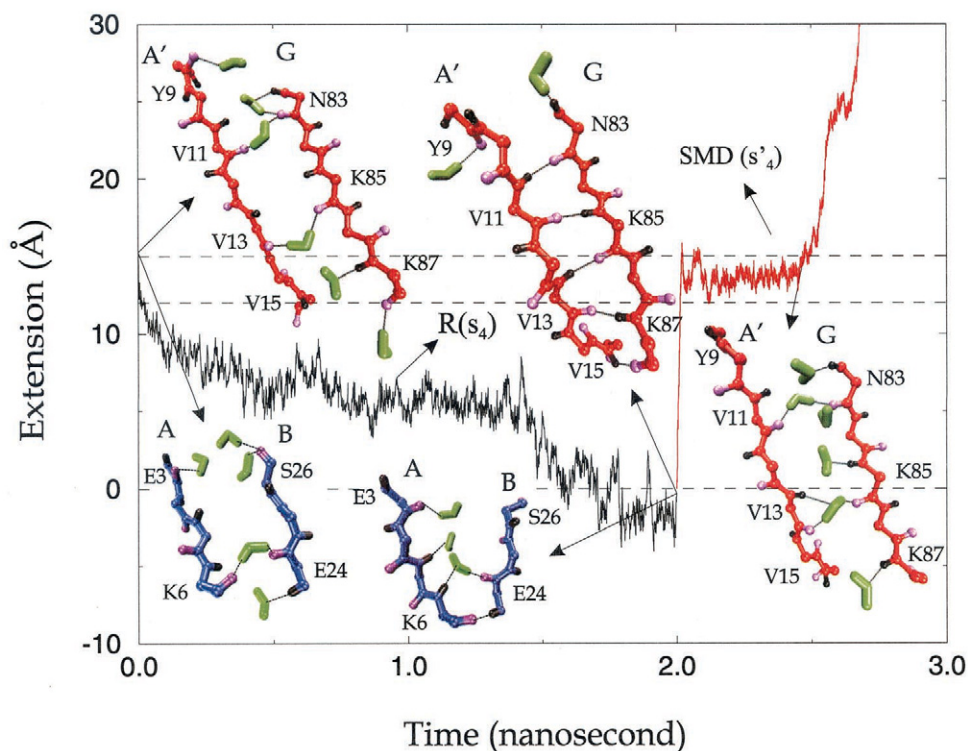 30
20
10
0
-10
0.0
1.0
2.0
3.0
Extension (Å)
Time (nanosecond)
A′
G
Y9
N83
V11
K85
V13
K87
V15
A′
G
N83
Y9
V11
K85
V13
K87
V15
SMD (s'₄)
R(s₄)
A′
G
Y9
N83
V11
K85
V13
K87
V15
A
B
E3
S26
E24
K6
A
B
E3
S26
E24
K6